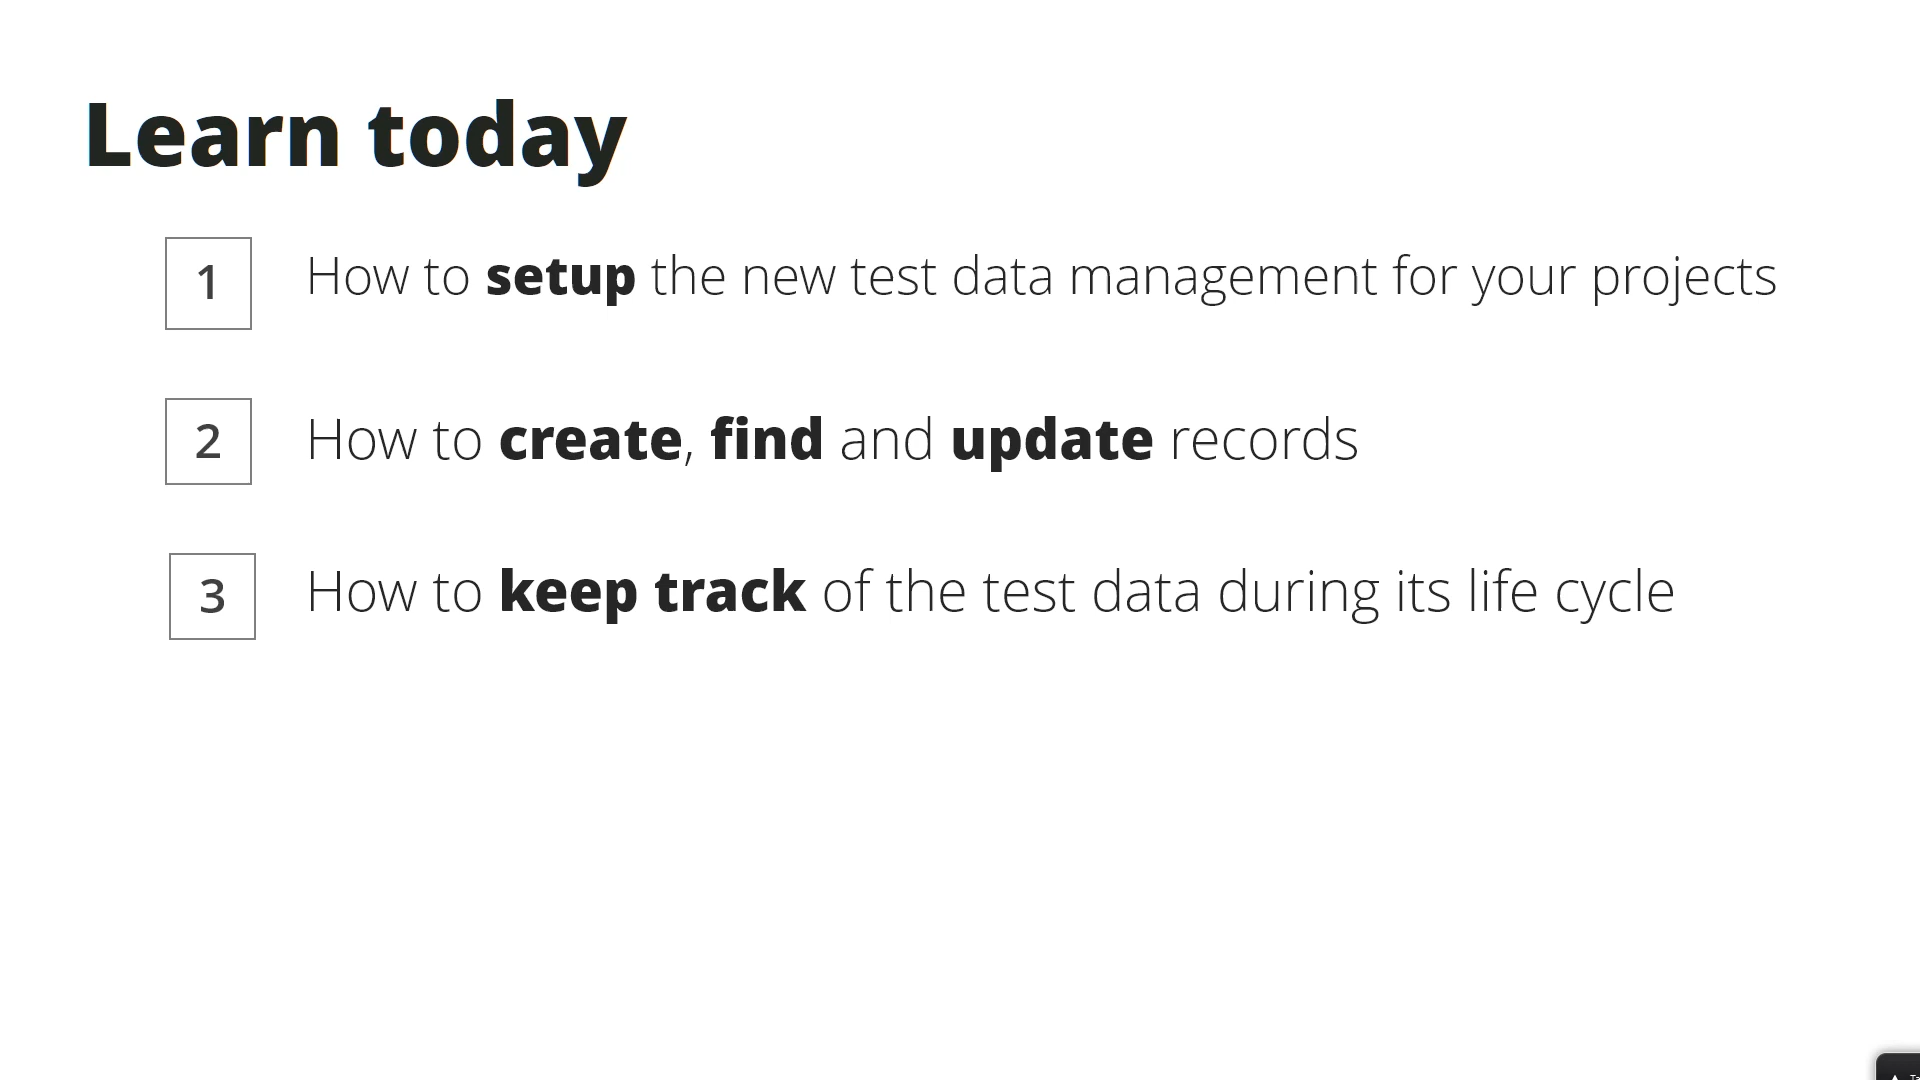 Learn today
1 How to setup the new test data management for your projects
2 How to create, find and update records
3 How to keep track of the test data during its life cycle